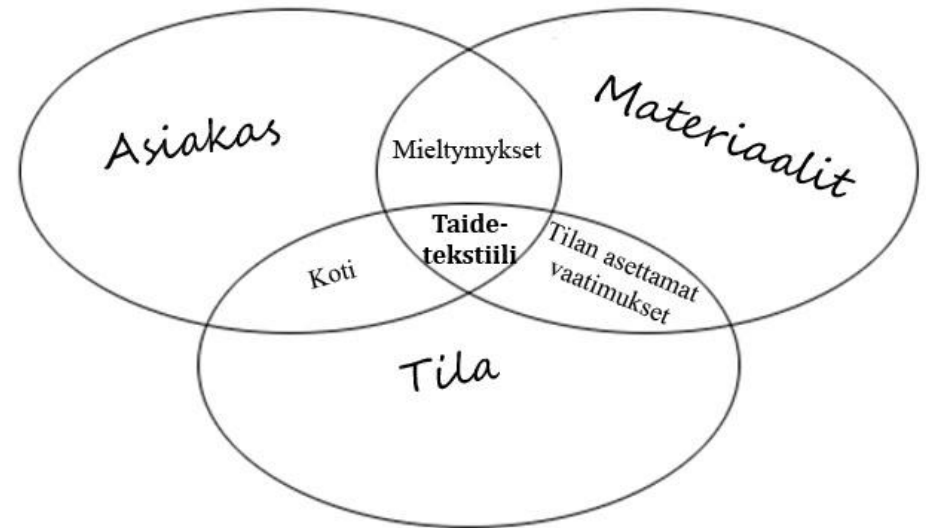 Asiakas
Materiaalit
Mieltymykset
Taide-
tekstiili
Koti
Tilan asettamat
vaatimukset
Tila